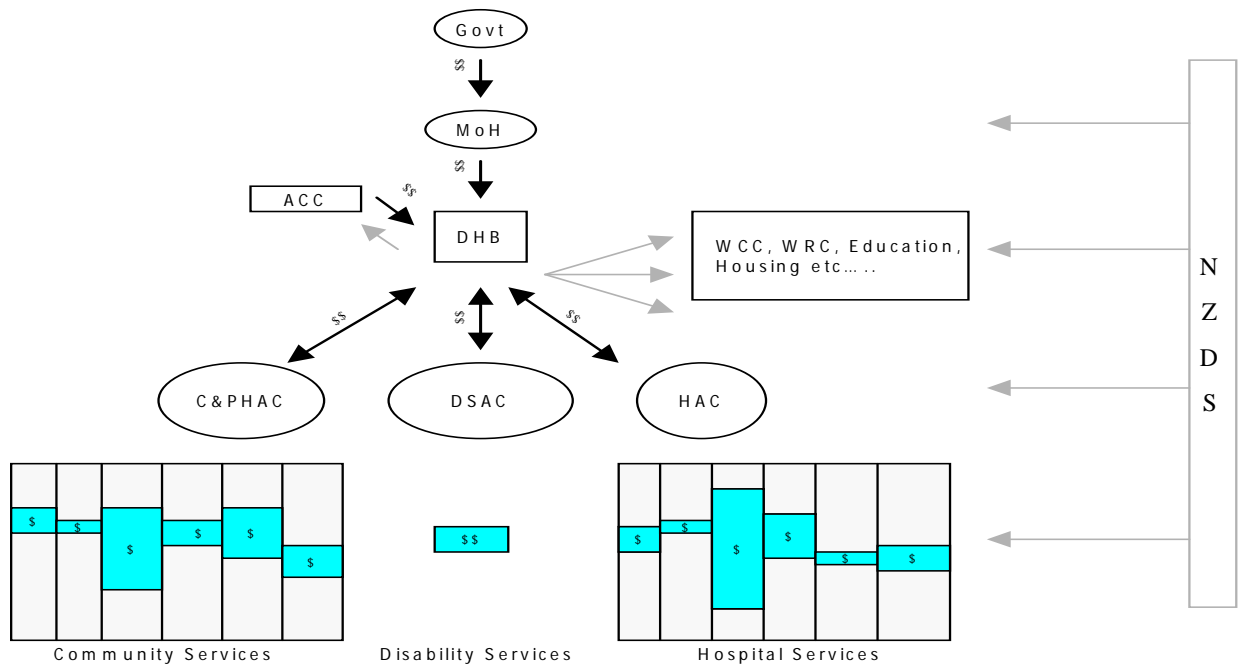 Govt
$$
MoH
$$
ACC
$$
DHB
WCC, WRC, Education,
Housing etc.....
N
Z
D
S
$$
$$
$$
C&PHAC
DSAC
HAC
$
$
$
$
$
$
$$
$
$
$
$
$
$
Community Services
Disability Services
Hospital Services